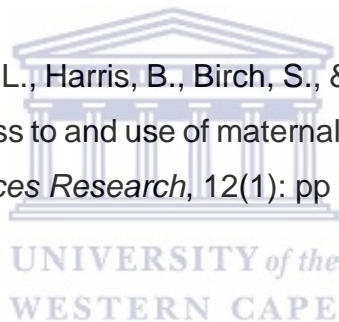 L., Harris, B., Birch, S., &
ss to and use of maternal
ces Research, 12(1): pp
UNIVERSITY of the
WESTERN CAPE